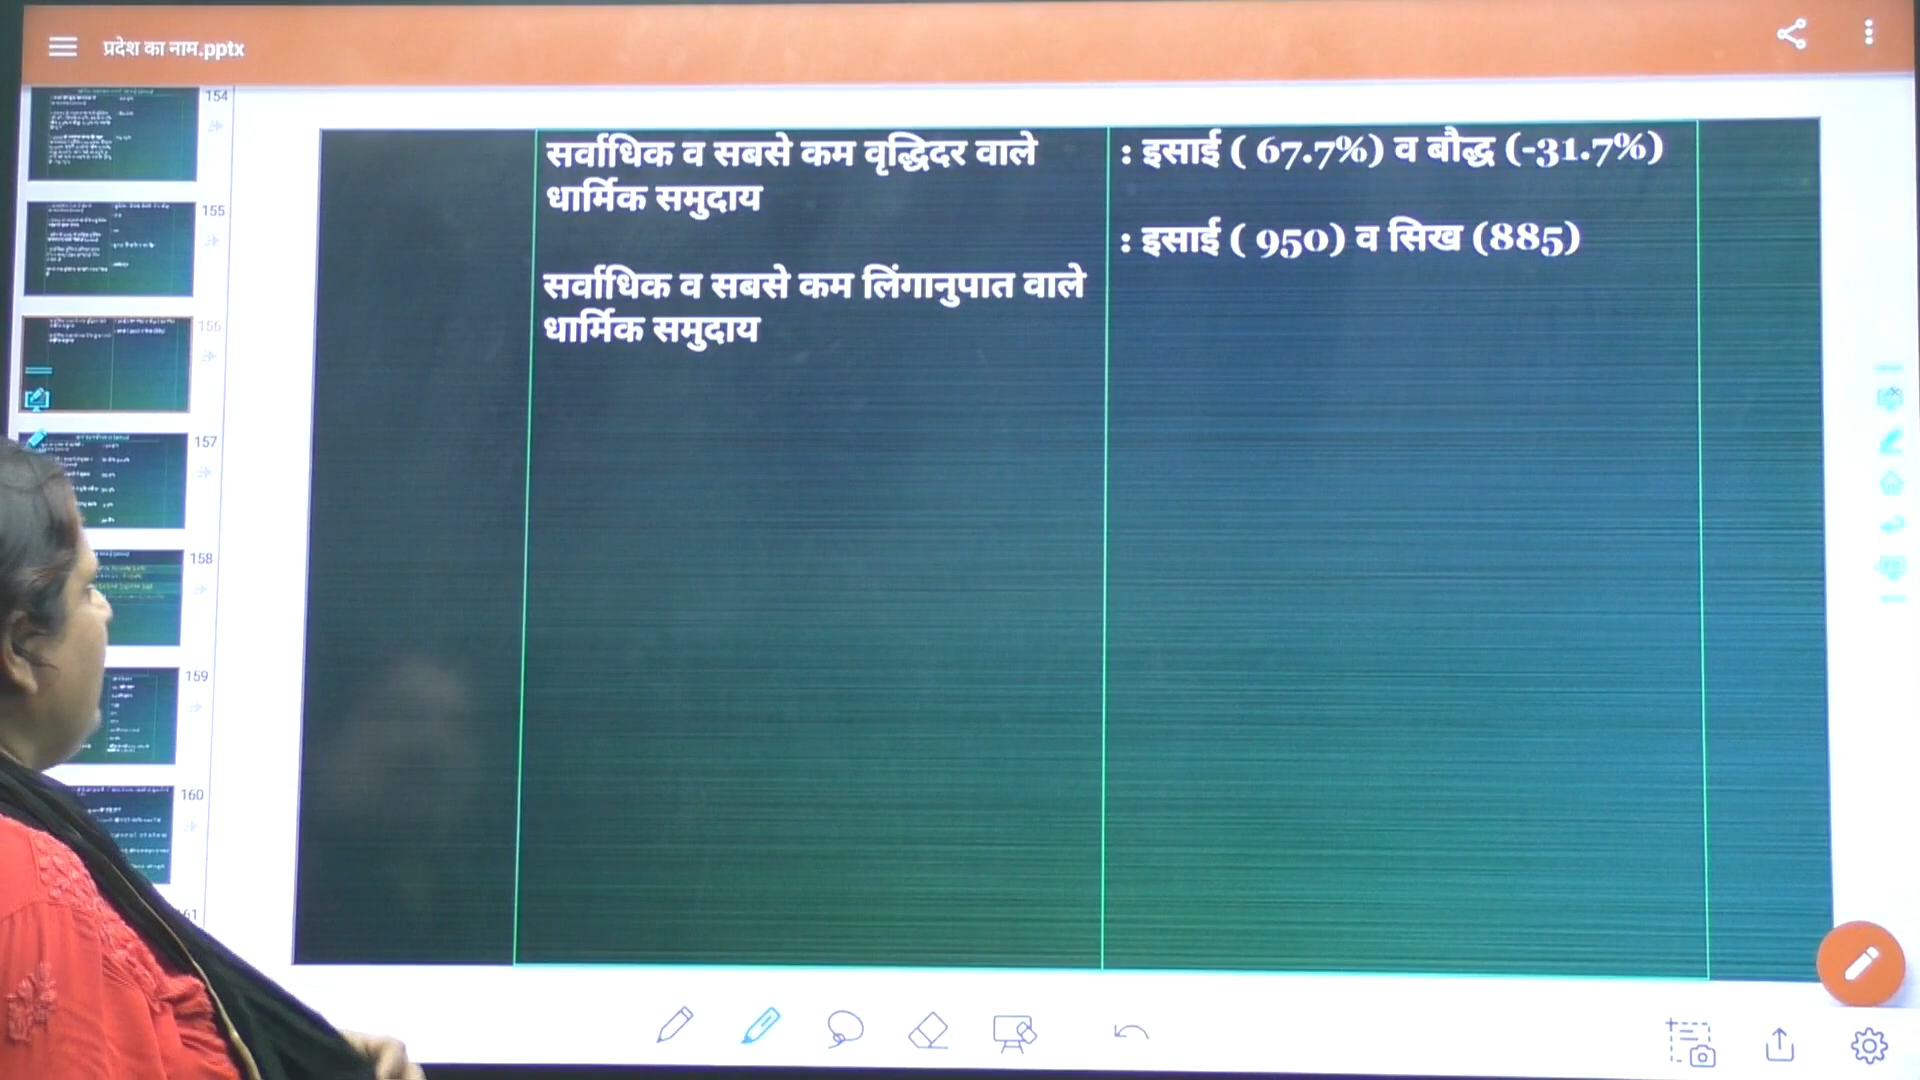 प्रदेश का नाम.pptx
154
155
156
157
158
159
160
61
सर्वाधिक व सबसे कम वृद्धिदर वाले
धार्मिक समुदाय
: इसाई ( 67.7%) व बौद्ध (-31.7%)
सर्वाधिक व सबसे कम लिंगानुपात वाले
धार्मिक समुदाय
: इसाई ( 950) व सिख (885)